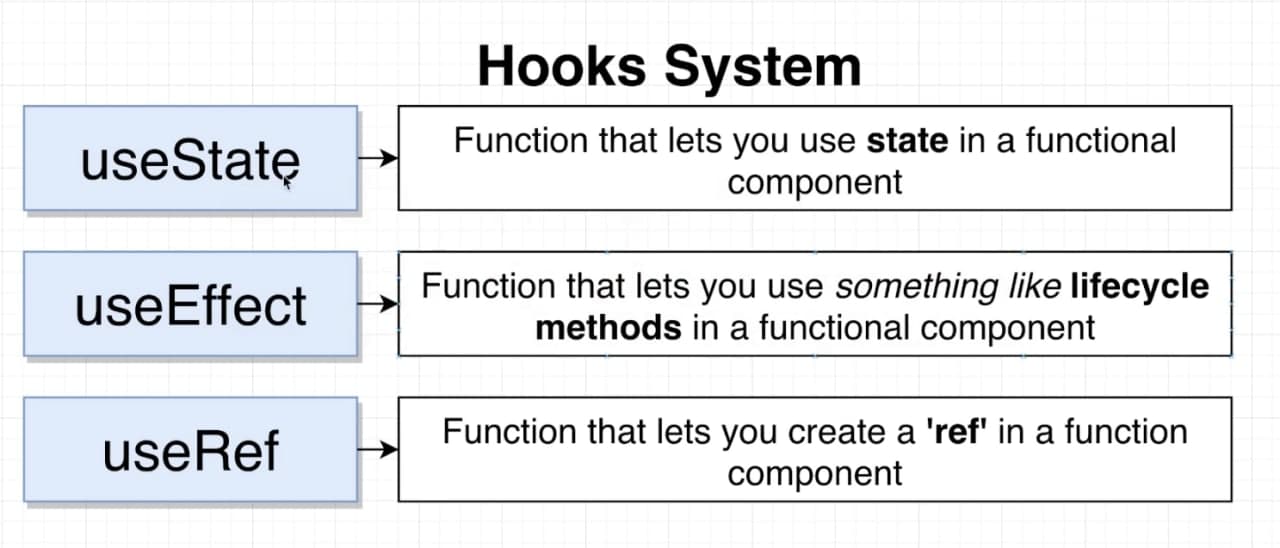 Hooks System
useState
Function that lets you use state in a functional
component
useEffect
Function that lets you use something like lifecycle
methods in a functional component
useRef
Function that lets you create a 'ref' in a function
component